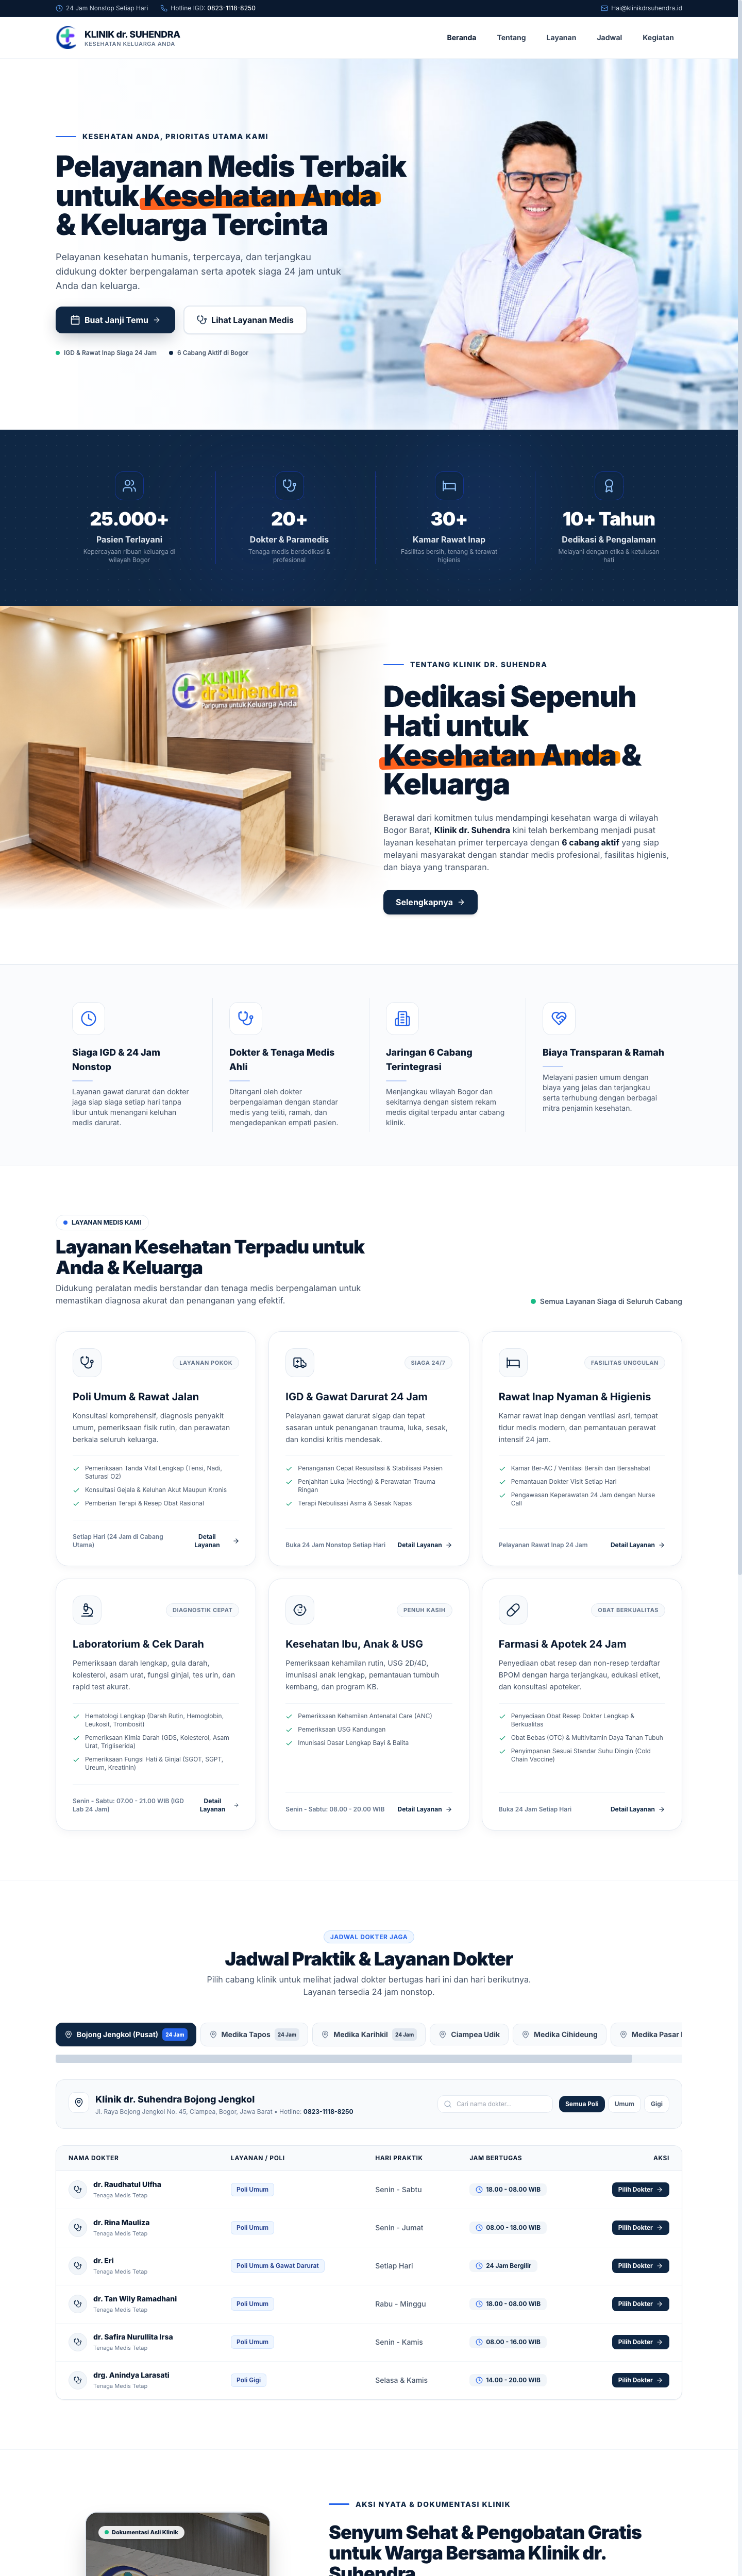 24 Jam Nonstop Setiap Hari
Hotline IGD: 0823-1118-8250
Hai@klinikdrsuhendra.id
KLINIK dr. SUHENDRA
KESEHATAN KELUARGA ANDA
Beranda
Tentang
Layanan
Jadwal
Kegiatan
KESEHATAN ANDA, PRIORITAS UTAMA KAMI
Pelayanan Medis Terbaik
untuk Kesehatan Anda
& Keluarga Tercinta
Pelayanan kesehatan humanis, terpercaya, dan terjangkau
didukung dokter berpengalaman serta apotek siaga 24 jam untuk
Anda dan keluarga.
Buat Janji Temu
Lihat Layanan Medis
IGD & Rawat Inap Siaga 24 Jam
6 Cabang Aktif di Bogor
25.000+
Pasien Terlayani
Kepercayaan ribuan keluarga di
wilayah Bogor
20+
Dokter & Paramedis
Tenaga medis berdedikasi &
profesional
30+
Kamar Rawat Inap
Fasilitas bersih, tenang & terawat
higienis
10+ Tahun
Dedikasi & Pengalaman
Melayani dengan etika & ketulusan
hati
KLINIK
dr Suhendra
Paripurna untuk Keluarga Anda
TENTANG KLINIK DR. SUHENDRA
Dedikasi Sepenuh
Hati untuk
Kesehatan Anda &
Keluarga
Berawal dari komitmen tulus mendampingi kesehatan warga di wilayah
Bogor Barat, Klinik dr. Suhendra kini telah berkembang menjadi pusat
layanan kesehatan primer terpercaya dengan 6 cabang aktif yang siap
melayani masyarakat dengan standar medis profesional, fasilitas higienis,
dan biaya yang transparan.
Selengkapnya
Siaga IGD & 24 Jam
Nonstop
Layanan gawat darurat dan dokter
jaga siap siaga setiap hari tanpa
libur untuk menangani keluhan
medis darurat.
Dokter & Tenaga Medis
Ahli
Ditangani oleh dokter
berpengalaman dengan standar
medis yang teliti, ramah, dan
mengedepankan empati pasien.
Jaringan 6 Cabang
Terintegrasi
Menjangkau wilayah Bogor dan
sekitarnya dengan sistem rekam
medis digital terpadu antar cabang
klinik.
Biaya Transparan & Ramah
Melayani pasien umum dengan
biaya yang jelas dan terjangkau
serta terhubung dengan berbagai
mitra penjamin kesehatan.
LAYANAN MEDIS KAMI
Layanan Kesehatan Terpadu untuk
Anda & Keluarga
Didukung peralatan medis berstandar dan tenaga medis berpengalaman untuk
memastikan diagnosa akurat dan penanganan yang efektif.
Semua Layanan Siaga di Seluruh Cabang
LAYANAN POKOK
Poli Umum & Rawat Jalan
Konsultasi komprehensif, diagnosis penyakit
umum, pemeriksaan fisik rutin, dan perawatan
berkala seluruh keluarga.
Pemeriksaan Tanda Vital Lengkap (Tensi, Nadi,
Saturasi O2)
Konsultasi Gejala & Keluhan Akut Maupun Kronis
Pemberian Terapi & Resep Obat Rasional
Setiap Hari (24 Jam di Cabang
Utama)
Detail
Layanan
SIAGA 24/7
IGD & Gawat Darurat 24 Jam
Pelayanan gawat darurat sigap dan tepat
sasaran untuk penanganan trauma, luka, sesak,
dan kondisi kritis mendesak.
Penanganan Cepat Resusitasi & Stabilisasi Pasien
Penjahitan Luka (Hecting) & Perawatan Trauma
Ringan
Terapi Nebulisasi Asma & Sesak Napas
Buka 24 Jam Nonstop Setiap Hari
Detail Layanan
FASILITAS UNGGULAN
Rawat Inap Nyaman & Higienis
Kamar rawat inap dengan ventilasi asri, tempat
tidur medis modern, dan pemantauan perawat
intensif 24 jam.
Kamar Ber-AC / Ventilasi Bersih dan Bersahabat
Pemantauan Dokter Visit Setiap Hari
Pengawasan Keperawatan 24 Jam dengan Nurse
Call
Pelayanan Rawat Inap 24 Jam
Detail Layanan
DIAGNOSTIK CEPAT
Laboratorium & Cek Darah
Pemeriksaan darah lengkap, gula darah,
kolesterol, asam urat, fungsi ginjal, tes urin, dan
rapid test akurat.
Hematologi Lengkap (Darah Rutin, Hemoglobin,
Leukosit, Trombosit)
Pemeriksaan Kimia Darah (GDS, Kolesterol, Asam
Urat, Trigliserida)
Pemeriksaan Fungsi Hati & Ginjal (SGOT, SGPT,
Ureum, Kreatinin)
Senin - Sabtu: 07.00 - 21.00 WIB (IGD
Lab 24 Jam)
Detail
Layanan
PENUH KASIH
Kesehatan Ibu, Anak & USG
Pemeriksaan kehamilan rutin, USG 2D/4D,
imunisasi anak lengkap, pemantauan tumbuh
kembang, dan program KB.
Pemeriksaan Kehamilan Antenatal Care (ANC)
Pemeriksaan USG Kandungan
Imunisasi Dasar Lengkap Bayi & Balita
Senin - Sabtu: 08.00 - 20.00 WIB
Detail Layanan
OBAT BERKUALITAS
Farmasi & Apotek 24 Jam
Penyediaan obat resep dan non-resep terdaftar
BPOM dengan harga terjangkau, edukasi etiket,
dan konsultasi apoteker.
Penyediaan Obat Resep Dokter Lengkap &
Berkualitas
Obat Bebas (OTC) & Multivitamin Daya Tahan Tubuh
Penyimpanan Sesuai Standar Suhu Dingin (Cold
Chain Vaccine)
Buka 24 Jam Setiap Hari
Detail Layanan
JADWAL DOKTER JAGA
Jadwal Praktik & Layanan Dokter
Pilih cabang klinik untuk melihat jadwal dokter bertugas hari ini dan hari berikutnya.
Layanan tersedia 24 jam nonstop.
Bojong Jengkol (Pusat) 24 Jam
Medika Tapos 24 Jam
Medika Karihkil 24 Jam
Ciampea Udik
Medika Cihideung
Medika Pasar
Klinik dr. Suhendra Bojong Jengkol
Jl. Raya Bojong Jengkol No. 45, Ciampea, Bogor, Jawa Barat • Hotline: 0823-1118-8250
Cari nama dokter...
Semua Poli
Umum
Gigi
NAMA DOKTER
LAYANAN / POLI
HARI PRAKTIK
JAM BERTUGAS
AKSI
dr. Raudhatul Ulfha
Tenaga Medis Tetap
Poli Umum
Senin - Sabtu
18.00 - 08.00 WIB
Pilih Dokter
dr. Rina Mauliza
Tenaga Medis Tetap
Poli Umum
Senin - Jumat
08.00 - 18.00 WIB
Pilih Dokter
dr. Eri
Tenaga Medis Tetap
Poli Umum & Gawat Darurat
Setiap Hari
24 Jam Bergilir
Pilih Dokter
dr. Tan Wily Ramadhani
Tenaga Medis Tetap
Poli Umum
Rabu - Minggu
18.00 - 08.00 WIB
Pilih Dokter
dr. Safira Nurullita Irsa
Tenaga Medis Tetap
Poli Umum
Senin - Kamis
08.00 - 16.00 WIB
Pilih Dokter
drg. Anindya Larasati
Tenaga Medis Tetap
Poli Gigi
Selasa & Kamis
14.00 - 20.00 WIB
Pilih Dokter
Dokumentasi Asli Klinik
AKSI NYATA & DOKUMENTASI KLINIK
Senyum Sehat & Pengobatan Gratis
untuk Warga Bersama Klinik dr.
Suhendra